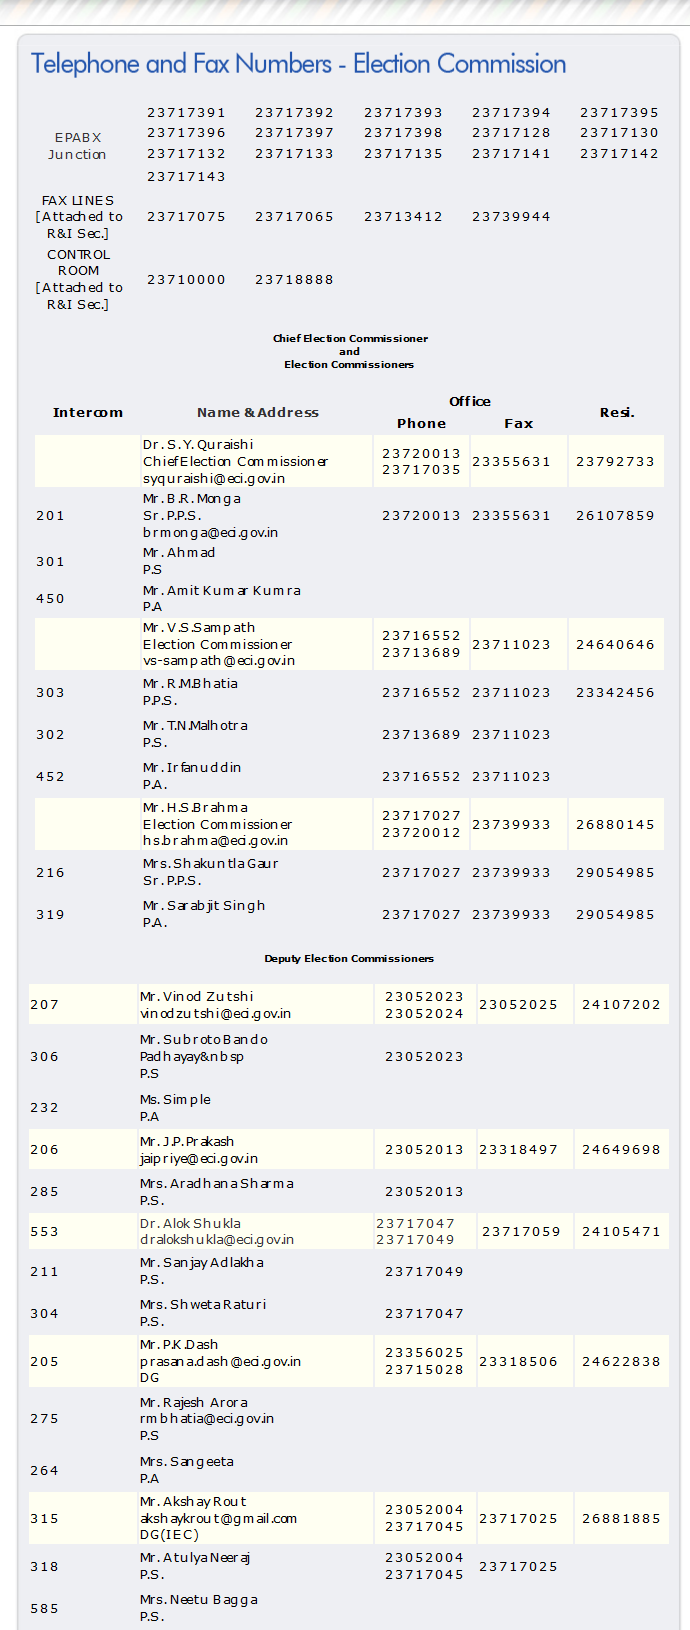 Telephone and Fax Numbers - Election Commission
EPABX Junction 23717391 23717392 23717393 23717394 23717395
23717396 23717397 23717398 23717128 23717130
23717132 23717133 23717135 23717141 23717142
23717143
FAX LINES
[Attached to 23717075 23717065 23713412 23739944
R&I Sec.]
CONTROL
ROOM 23710000 23718888
[Attached to
R&I Sec.]
Chief Election Commissioner
and
Election Commissioners
Intercom Name & Address Office Resi.
Phone Fax
Dr. S.Y. Quraishi 23720013
Chief Election Commissioner 23717035 23355631 23792733
syquraishi@eci.gov.in
Mr. B.R. Monga
201 Sr. P.P.S. 23720013 23355631 26107859
brmonga@eci.gov.in
301 Mr. Ahmad
P.S
450 Mr. Amit Kumar Kumra
P.A
Mr. V.S.Sampath 23716552
Election Commissioner 23713689 23711023 24640646
vs-sampath@eci.gov.in
303 Mr. R.M.Bhatia 23716552 23711023 23342456
P.P.S.
302 Mr. T.N.Malhotra 23713689 23711023
P.S.
452 Mr. Irfanuddin 23716552 23711023
P.A.
Mr. H.S.Brahma 23717027
Election Commissioner 23720012 23739933 26880145
hs.brahma@eci.gov.in
216 Mrs. Shakuntla Gaur 23717027 23739933 29054985
Sr. P.P.S.
319 Mr. Sarabjit Singh 23717027 23739933 29054985
P.A.
Deputy Election Commissioners
207 Mr. Vinod Zutshi 23052023 23052025 24107202
vinodzutshi@eci.gov.in 23052024
Mr. Subroto Bando
306 Padhayay&nbsp 23052023
P.S
232 Ms. Simple
P.A
206 Mr. J.P.Prakash 23052013 23318497 24649698
jaipriye@eci.gov.in
285 Mrs. Aradhana Sharma 23052013
P.S.
553 Dr. Alok Shukla 23717047 23717059 24105471
dralokshukla@eci.gov.in 23717049
211 Mr. Sanjay Adlakha 23717049
P.S.
304 Mrs. Shweta Raturi 23717047
P.S.
Mr. P.K.Dash 23356025
205 prasana.dash@eci.gov.in 23715028 23318506 24622838
DG
Mr. Rajesh Arora
275 rmbhatia@eci.gov.in
P.S
264 Mrs. Sangeeta
P.A
Mr. Akshay Rout 23052004
315 akshaykrout@gmail.com 23717045 23717025 26881885
DG(IEC)
318 Mr. Atulya Neeraj 23052004 23717025
P.S. 23717045
585 Mrs. Neetu Bagga
P.S.